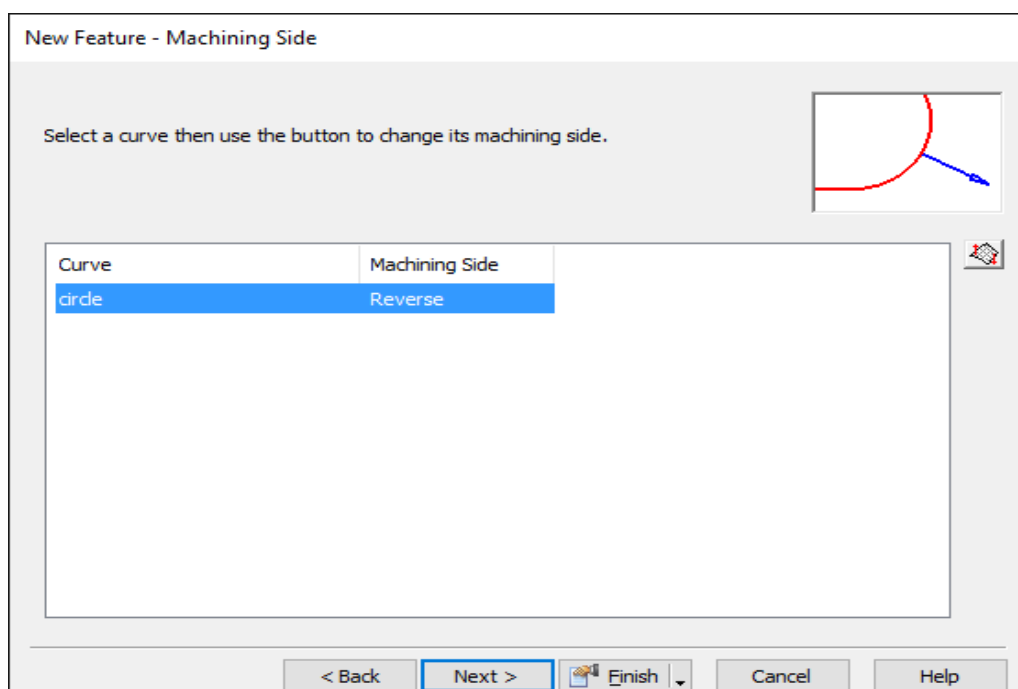 New Feature - Machining Side
Select a curve then use the button to change its machining side.
Curve Machining Side
circle Reverse
< Back Next > Finish Cancel Help